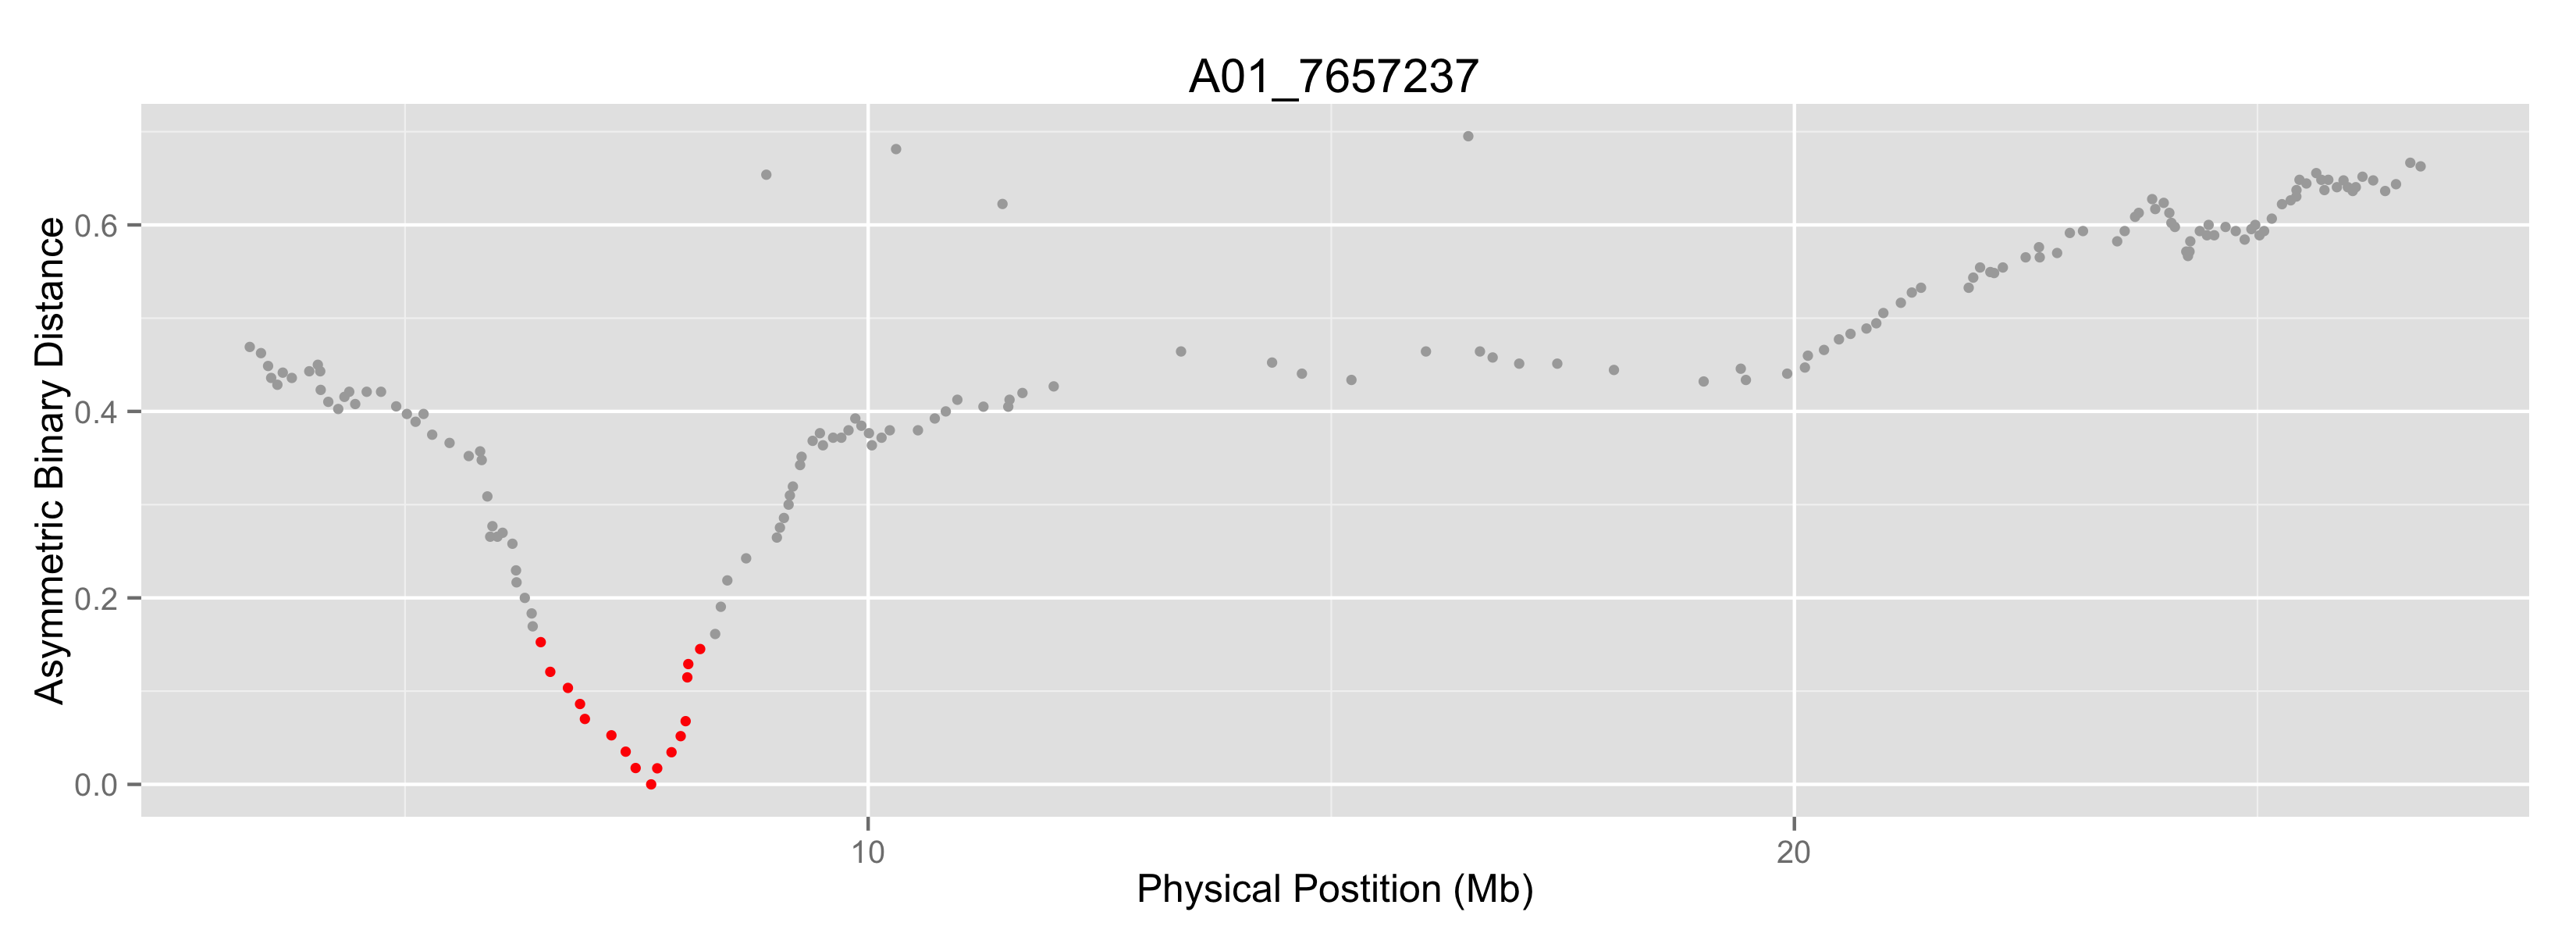 A01_7657237
Asymmetric Binary Distance
0.6
0.4
0.2
0.0
10 20
Physical Postition (Mb)